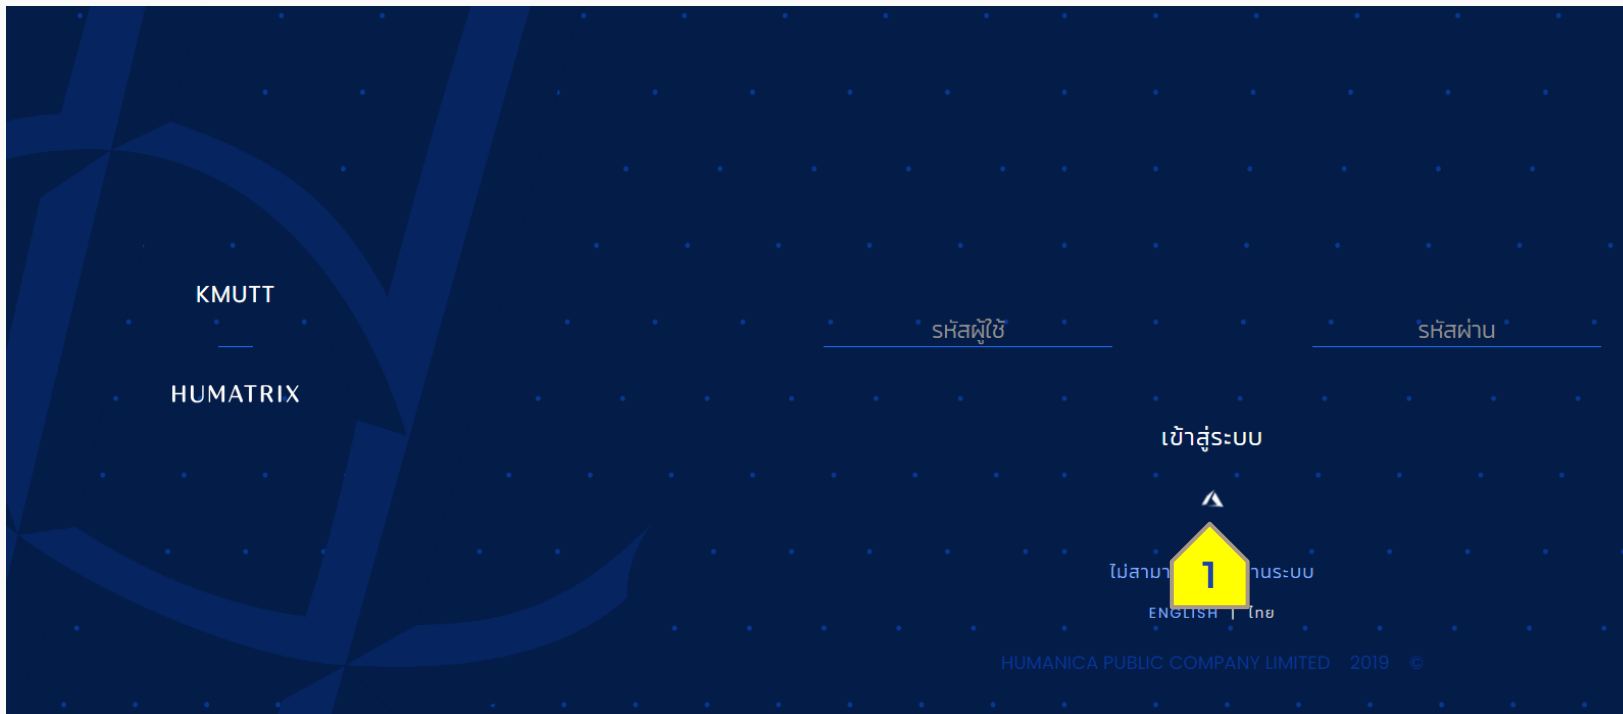 KMUTT
HUMATRIX
รหัสผู้ใช้ รหัสผ่าน
เข้าสู่ระบบ
1
ENGLISH | ไทย
HUMANICA PUBLIC COMPANY LIMITED 2019 ©